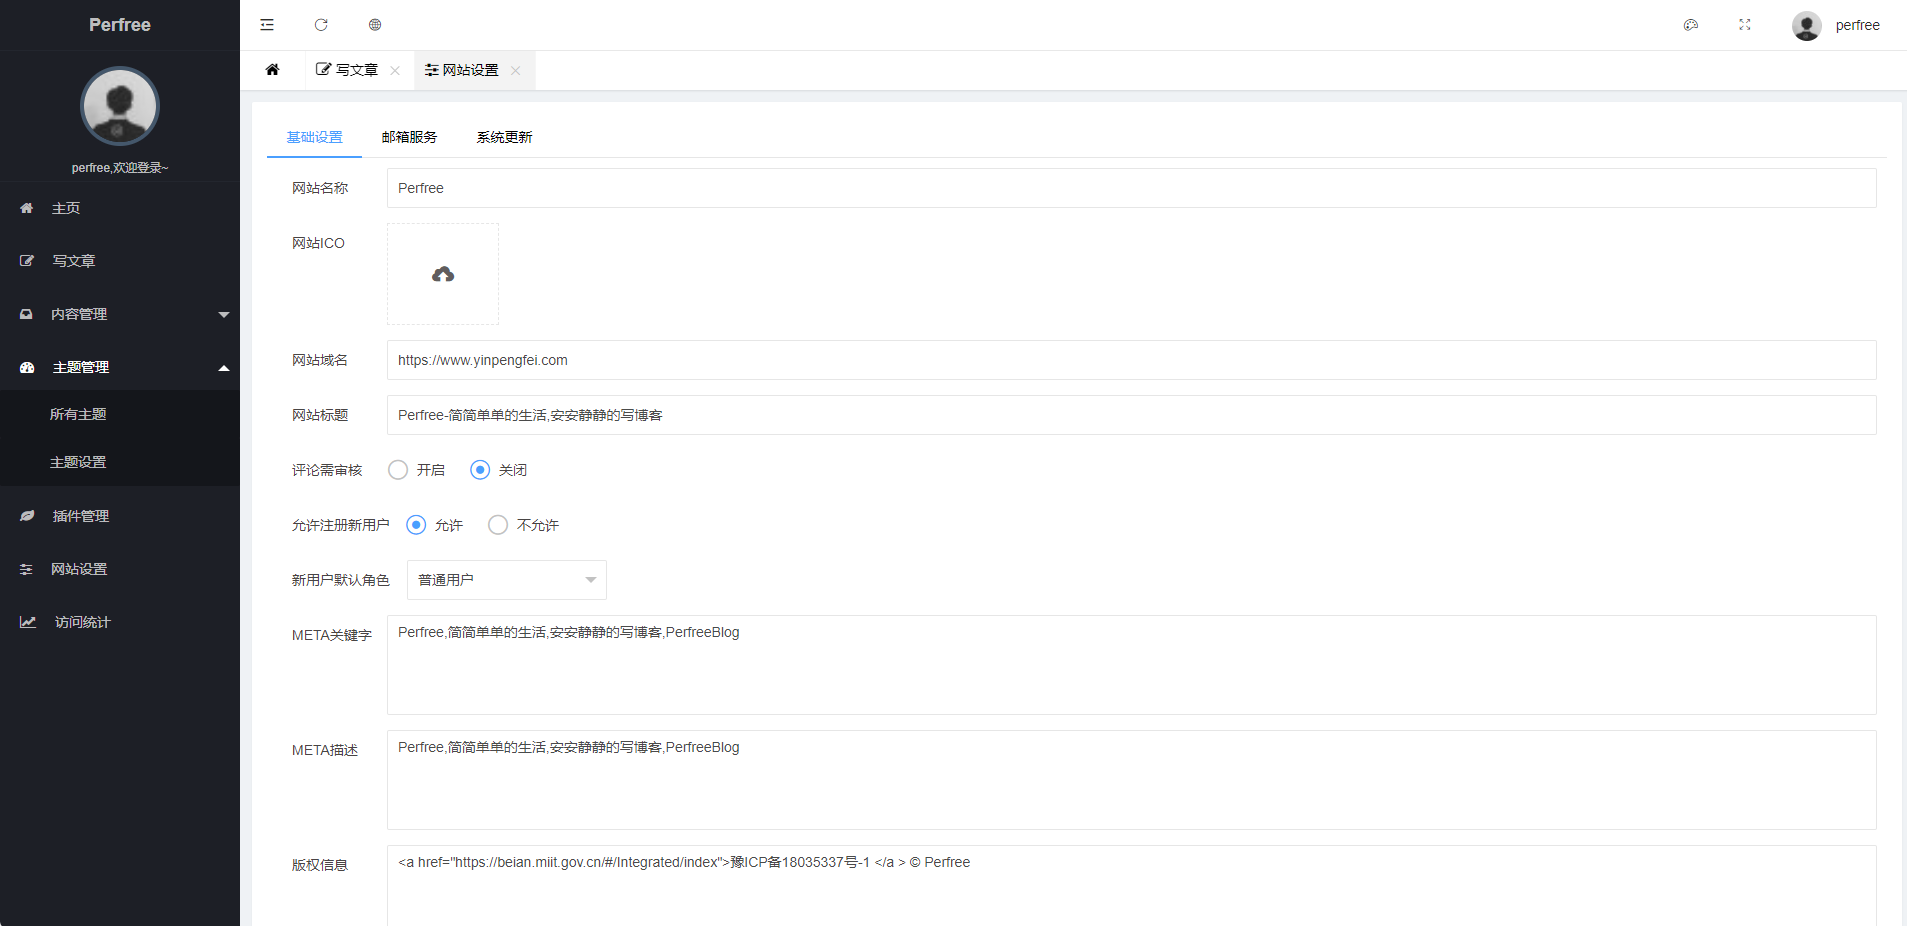 Perfree
perfree
写文章
网站设置
perfree,欢迎登录~
主页
写文章
内容管理
主题管理
所有主题
主题设置
插件管理
网站设置
访问统计
基础设置 邮箱服务 系统更新
网站名称 Perfree
网站ICO
网站域名 https://www.yinpengfei.com
网站标题 Perfree-简简单单的生活,安安静静的写博客
评论需审核 开启 关闭
允许注册新用户 允许 不允许
新用户默认角色 普通用户
META关键字 Perfree,简简单单的生活,安安静静的写博客,PerfreeBlog
META描述 Perfree,简简单单的生活,安安静静的写博客,PerfreeBlog
版权信息 <a href="https://beian.miit.gov.cn/#/Integrated/index">豫ICP备18035337号-1 </a > © Perfree